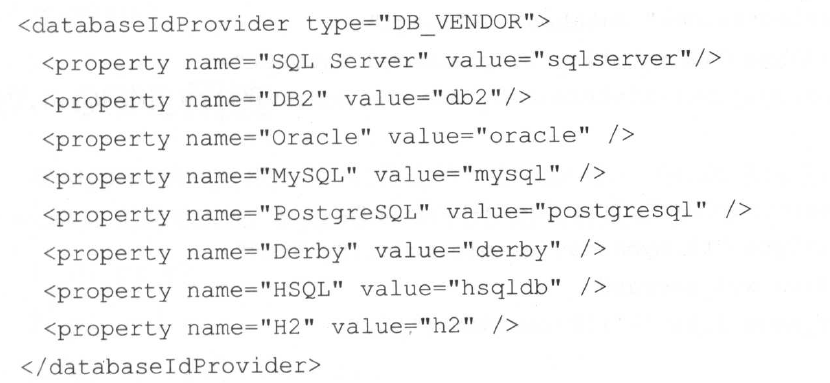 <databaseIdProvider type="DB_VENDOR">
<property name="SQL Server" value="sqlserver"/>
<property name="DB2" value="db2"/>
<property name="Oracle" value="oracle" />
<property name="MySQL" value="mysql" />
<property name="PostgreSQL" value="postgresql" />
<property name="Derby" value="derby" />
<property name="HSQL" value="hsqldb" />
<property name="H2" value="h2" />
</databaseIdProvider>